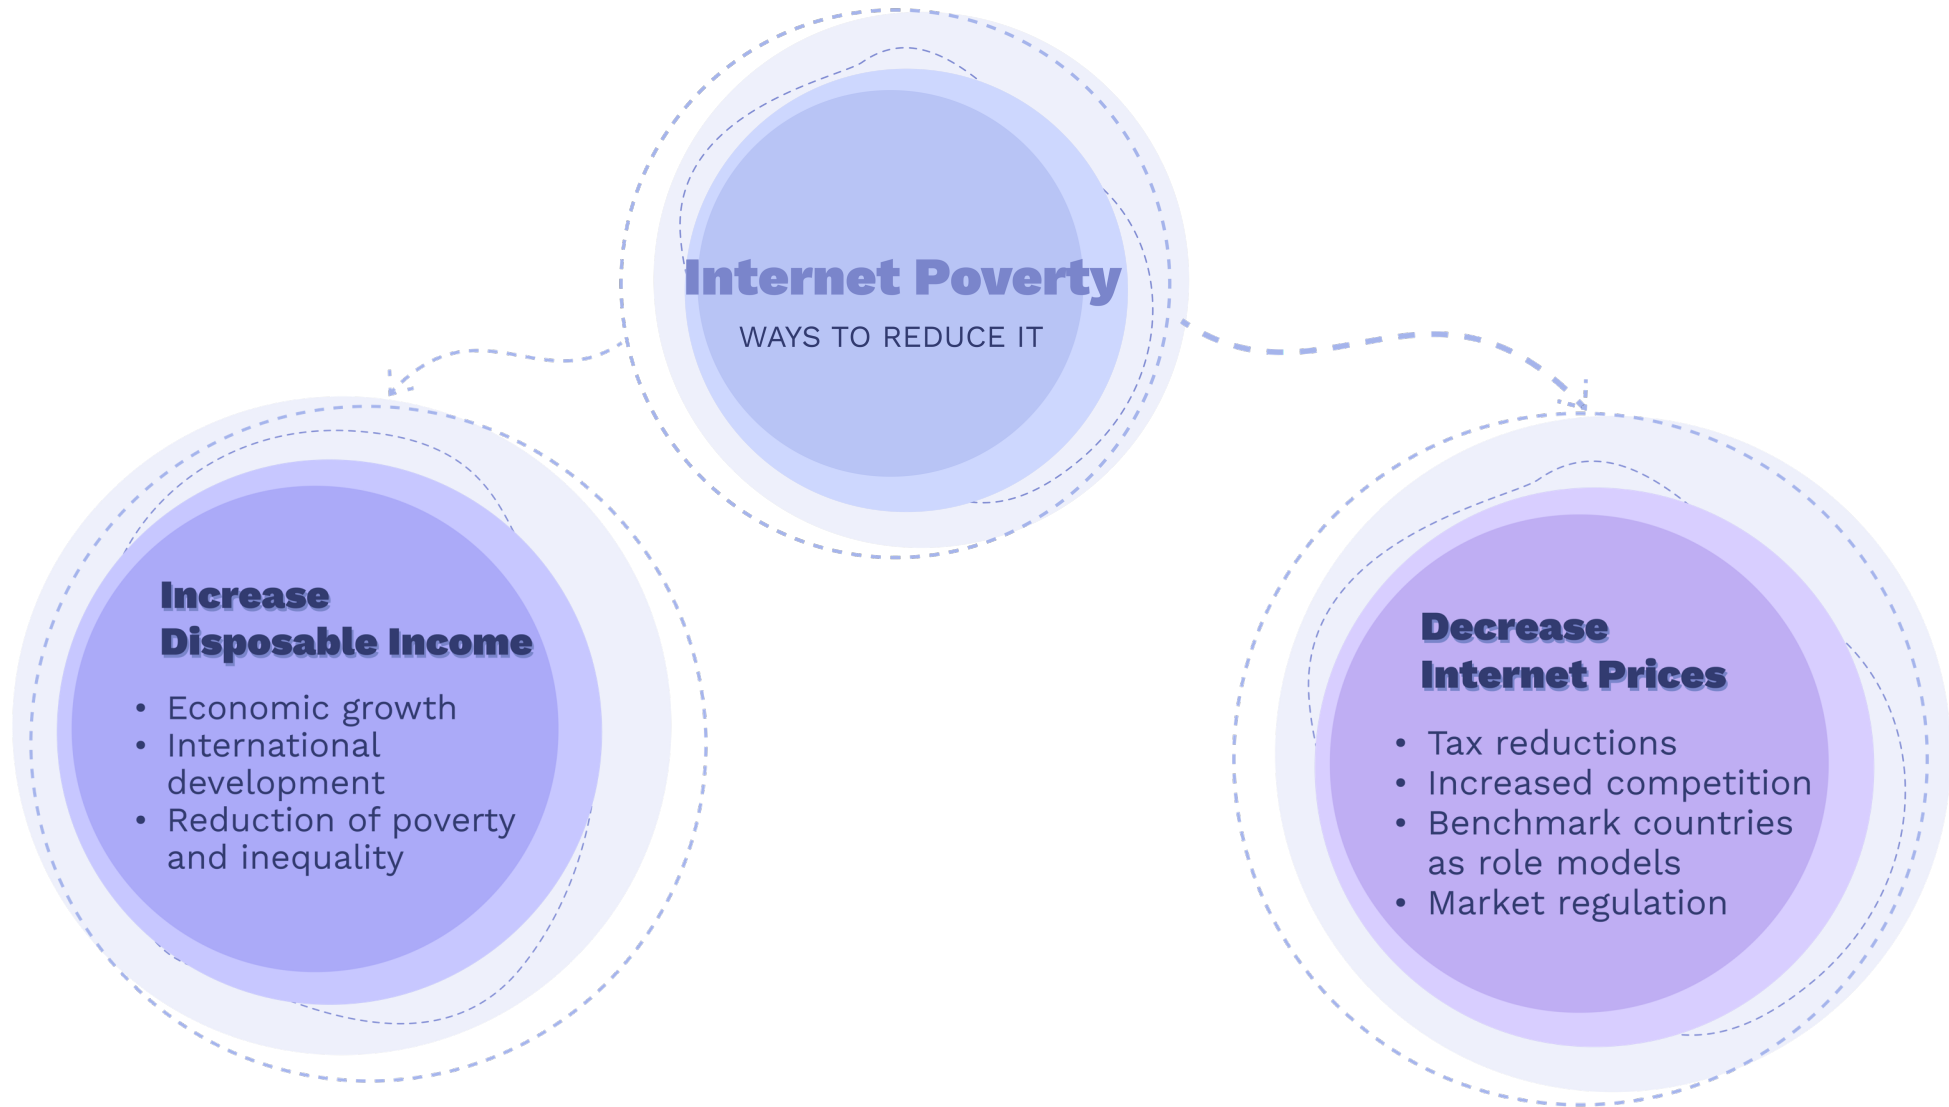 Internet Poverty
WAYS TO REDUCE IT
Increase
Disposable Income
• Economic growth
• International
development
• Reduction of poverty
and inequality
Decrease
Internet Prices
• Tax reductions
• Increased competition
• Benchmark countries
as role models
• Market regulation